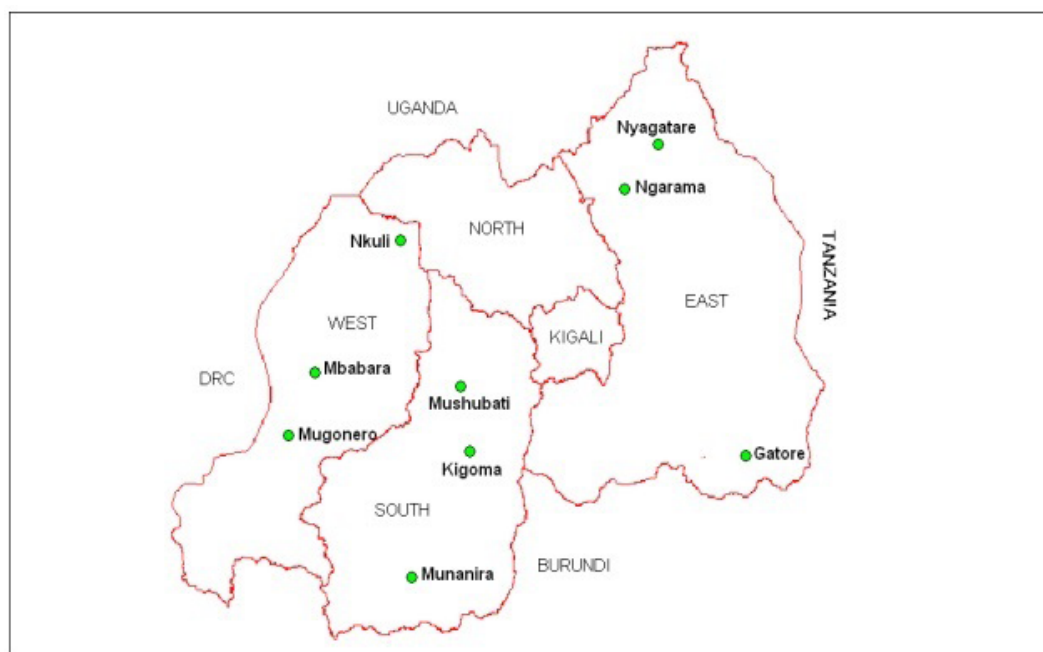 UGANDA
Nyagatare
Ngarama
NORTH
Nkuli
TANZANIA
EAST
WEST
KIGALI
DRC
Mbabara
Mushubati
Mugonero
Kigoma
Gatore
SOUTH
BURUNDI
Munanira